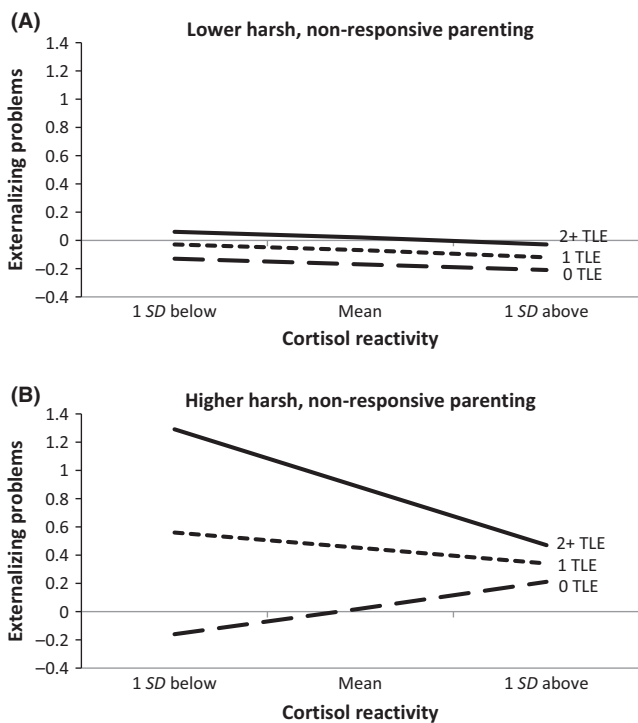 (A)
Lower harsh, non-responsive parenting
Externalizing problems
1.4
1.2
1
0.8
0.6
0.4
0.2
0
–0.2
–0.4
2+ TLE
1 TLE
0 TLE
1 SD below Mean 1 SD above
Cortisol reactivity
(B)
Higher harsh, non-responsive parenting
Externalizing problems
1.4
1.2
1
0.8
0.6
0.4
0.2
0
–0.2
–0.4
2+ TLE
1 TLE
0 TLE
1 SD below Mean 1 SD above
Cortisol reactivity